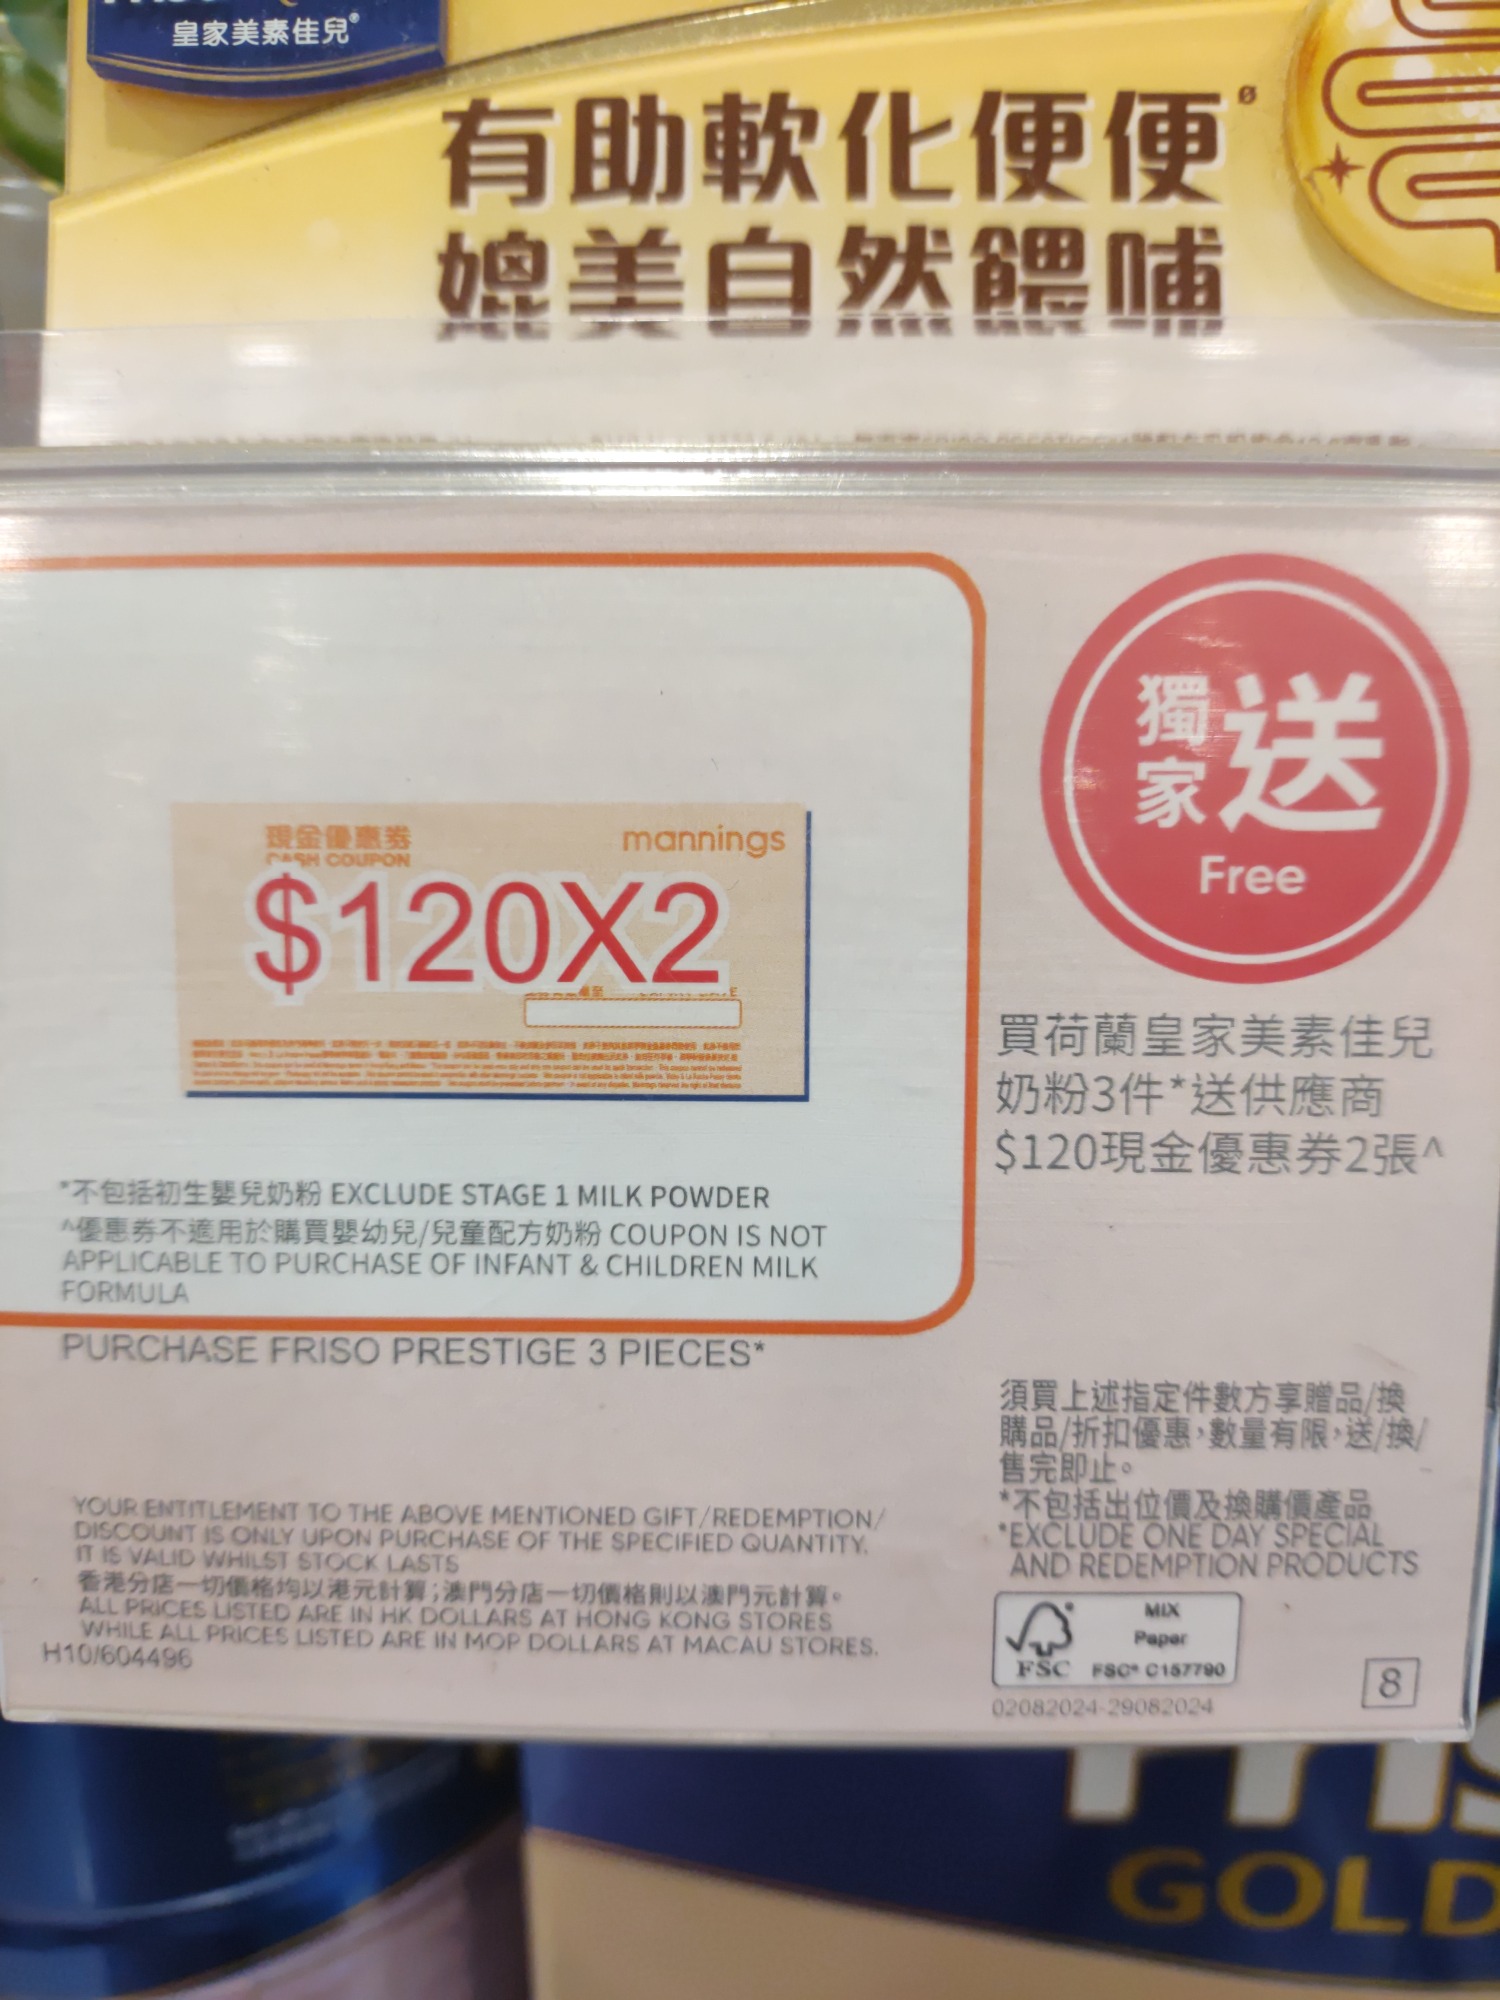 皇家美素佳兒®
有助軟化便便ø
媲美自然餵哺
獨家送
Free
現金優惠券
mannings
CASH COUPON
$120X2
買荷蘭皇家美素佳兒
奶粉3件*送供應商
$120現金優惠券2張^
*不包括初生嬰兒奶粉 EXCLUDE STAGE 1 MILK POWDER
^優惠券不適用於購買嬰幼兒/兒童配方奶粉 COUPON IS NOT
APPLICABLE TO PURCHASE OF INFANT & CHILDREN MILK
FORMULA
PURCHASE FRISO PRESTIGE 3 PIECES*
須買上述指定件數方享贈品/換
購品/折扣優惠，數量有限，送/換/
售完即止。
*不包括出位價及換購價產品
*EXCLUDE ONE DAY SPECIAL
AND REDEMPTION PRODUCTS
YOUR ENTITLEMENT TO THE ABOVE MENTIONED GIFT/REDEMPTION/
DISCOUNT IS ONLY UPON PURCHASE OF THE SPECIFIED QUANTITY.
IT IS VALID WHILST STOCK LASTS
香港分店一切價格均以港元計算；澳門分店一切價格則以澳門元計算。
ALL PRICES LISTED ARE IN HK DOLLARS AT HONG KONG STORES
WHILE ALL PRICES LISTED ARE IN MOP DOLLARS AT MACAU STORES.
H10/604496
MIX
Paper
FSC FSC® C157790
8
02082024-29082024
GOLD